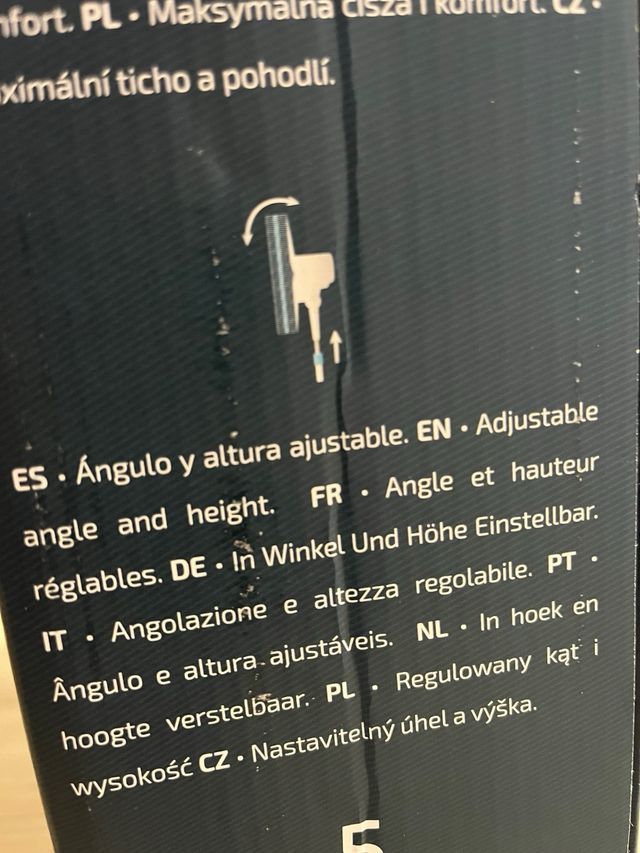 nfort. PL • Maksymalna cisza i komfort. CZ •
ximální ticho a pohodlí.
ES • Ángulo y altura ajustable. EN • Adjustable
angle and height. FR • Angle et hauteur
réglables. DE • In Winkel Und Höhe Einstellbar.
IT • Angolazione e altezza regolabile. PT •
Ângulo e altura ajustáveis. NL • In hoek en
hoogte verstelbaar. PL • Regulowany kąt i
wysokość CZ • Nastavitelný úhel a výška.
5